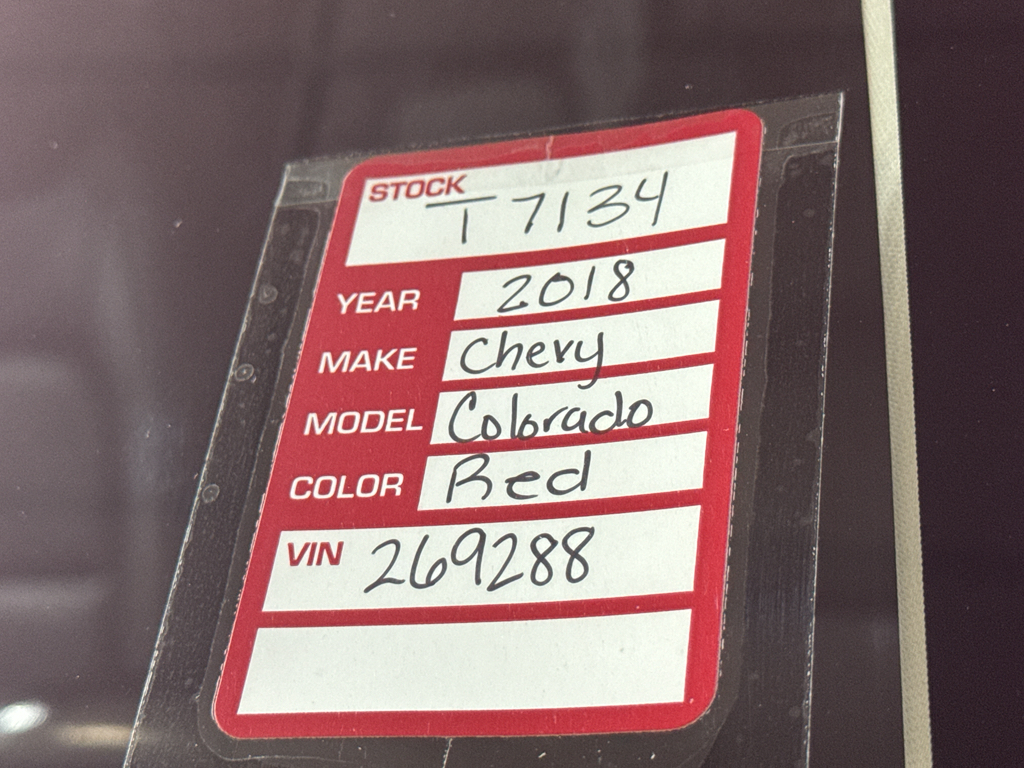 STOCK
T7134
YEAR 2018
MAKE Chevy
MODEL Colorado
COLOR Red
VIN 269288